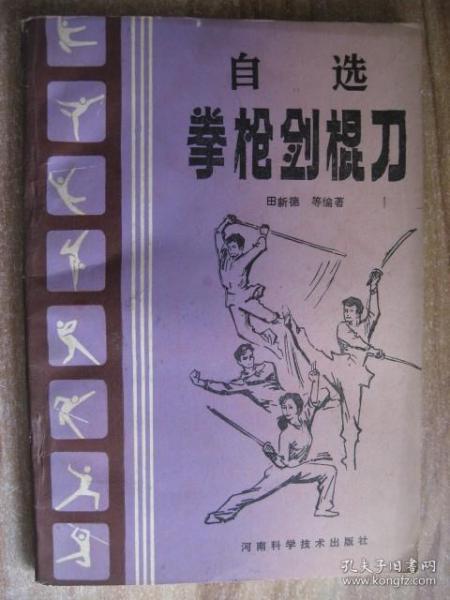 自 选
拳枪剑棍刀
田新德 等编著
河南科学技术出版社
孔夫子旧书网
www.kongfz.com